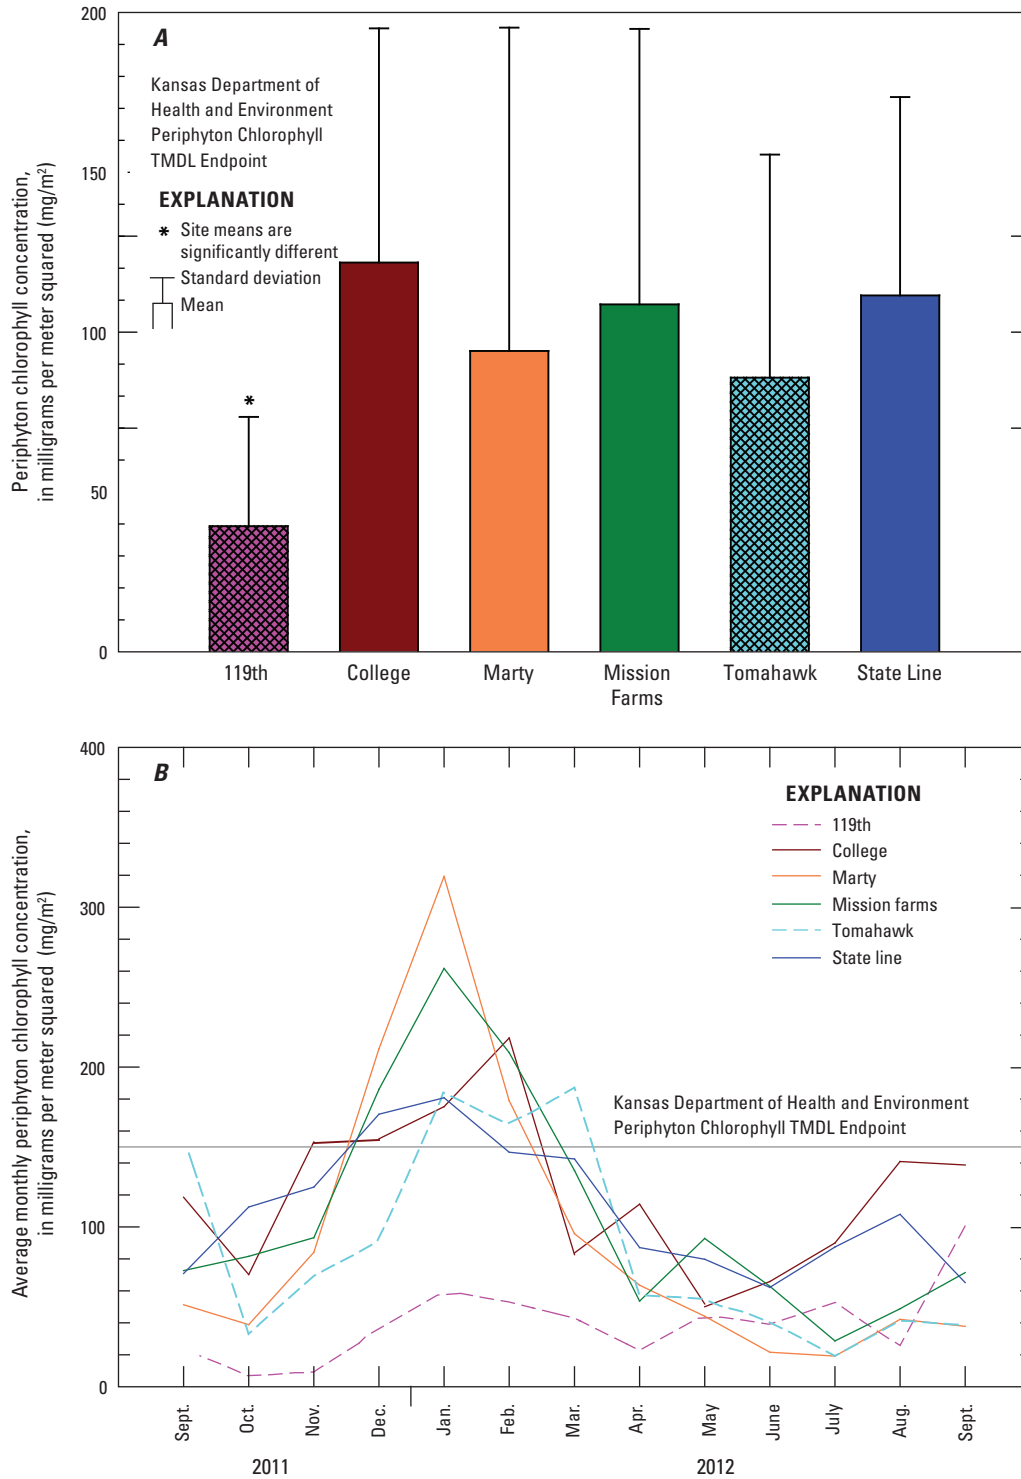 Periphyton chlorophyll concentration,
in milligrams per meter squared (mg/m²)
200
150
100
50
0
A
Kansas Department of
Health and Environment
Periphyton Chlorophyll
TMDL Endpoint
EXPLANATION
* Site means are
significantly different
Standard deviation
Mean
*
119th
College
Marty
Mission
Farms
Tomahawk
State Line
Average monthly periphyton chlorophyll concentration,
in milligrams per meter squared (mg/m²)
400
300
200
100
0
B
EXPLANATION
119th
College
Marty
Mission farms
Tomahawk
State line
Kansas Department of Health and Environment
Periphyton Chlorophyll TMDL Endpoint
Sept.
Oct.
Nov.
Dec.
Jan.
Feb.
Mar.
Apr.
May
June
July
Aug.
Sept.
2011
2012